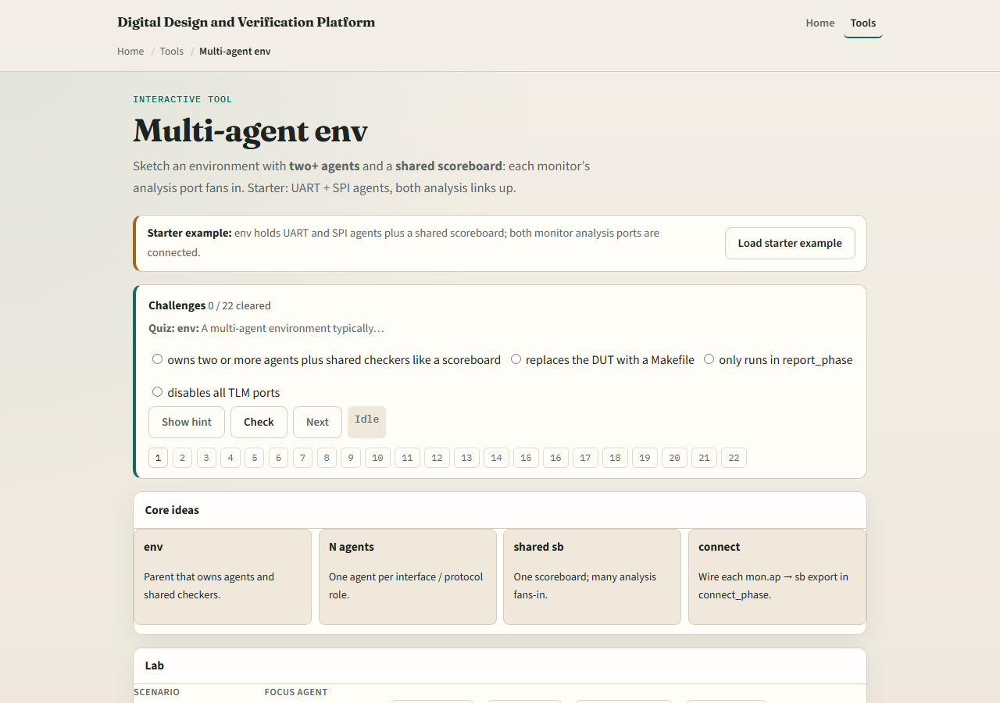 Digital Design and Verification Platform
Home Tools
Home / Tools / Multi-agent env
INTERACTIVE TOOL
Multi-agent env
Sketch an environment with two+ agents and a shared scoreboard: each monitor's
analysis port fans in. Starter: UART + SPI agents, both analysis links up.
Starter example: env holds UART and SPI agents plus a shared scoreboard; both monitor analysis ports are
connected.
Load starter example
Challenges 0 / 22 cleared
Quiz: env: A multi-agent environment typically…
owns two or more agents plus shared checkers like a scoreboard replaces the DUT with a Makefile only runs in report_phase
disables all TLM ports
Show hint Check Next Idle
1 2 3 4 5 6 7 8 9 10 11 12 13 14 15 16 17 18 19 20 21 22
Core ideas
env
Parent that owns agents and
shared checkers.
N agents
One agent per interface / protocol
role.
shared sb
One scoreboard; many analysis
fans-in.
connect
Wire each mon.ap → sb export in
connect_phase.
Lab
SCENARIO FOCUS AGENT